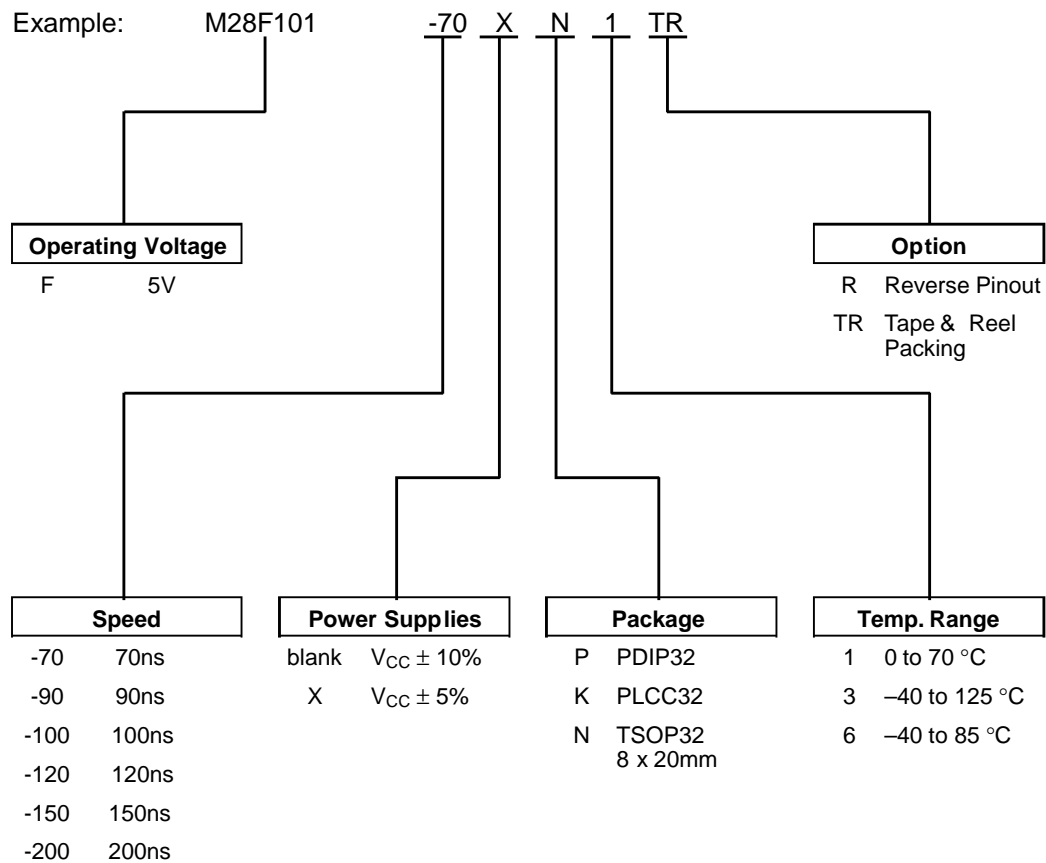 Example: M28F101 -70 X N 1 TR
Operating Voltage
F 5V
Option
R Reverse Pinout
TR Tape & Reel
Packing
Speed
-70 70ns
-90 90ns
-100 100ns
-120 120ns
-150 150ns
-200 200ns
Power Supplies
blank VCC ± 10%
X VCC ± 5%
Package
P PDIP32
K PLCC32
N TSOP32
8 x 20mm
Temp. Range
1 0 to 70 °C
3 –40 to 125 °C
6 –40 to 85 °C